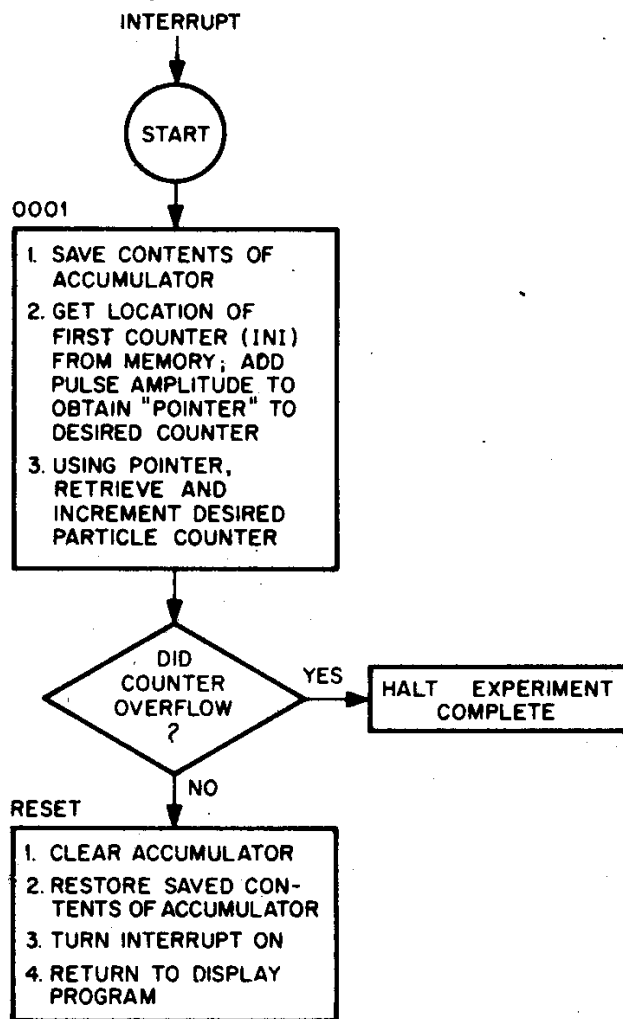 INTERRUPT
START
0001
1. SAVE CONTENTS OF
ACCUMULATOR
2. GET LOCATION OF
FIRST COUNTER (INI)
FROM MEMORY; ADD
PULSE AMPLITUDE TO
OBTAIN "POINTER" TO
DESIRED COUNTER
3. USING POINTER,
RETRIEVE AND
INCREMENT DESIRED
PARTICLE COUNTER
DID
COUNTER
OVERFLOW
?
YES
HALT EXPERIMENT
COMPLETE
NO
RESET
1. CLEAR ACCUMULATOR
2. RESTORE SAVED CON-
TENTS OF ACCUMULATOR
3. TURN INTERRUPT ON
4. RETURN TO DISPLAY
PROGRAM